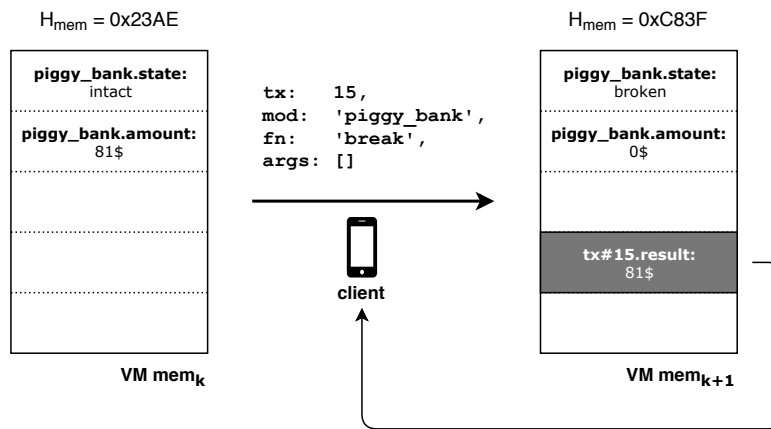 H_mem = 0x23AE
piggy_bank.state:
intact
piggy_bank.amount:
81$
VM mem_k
tx:   15,
mod:  'piggy_bank',
fn:   'break',
args: []
client
H_mem = 0xC83F
piggy_bank.state:
broken
piggy_bank.amount:
0$
tx#15.result:
81$
VM mem_k+1